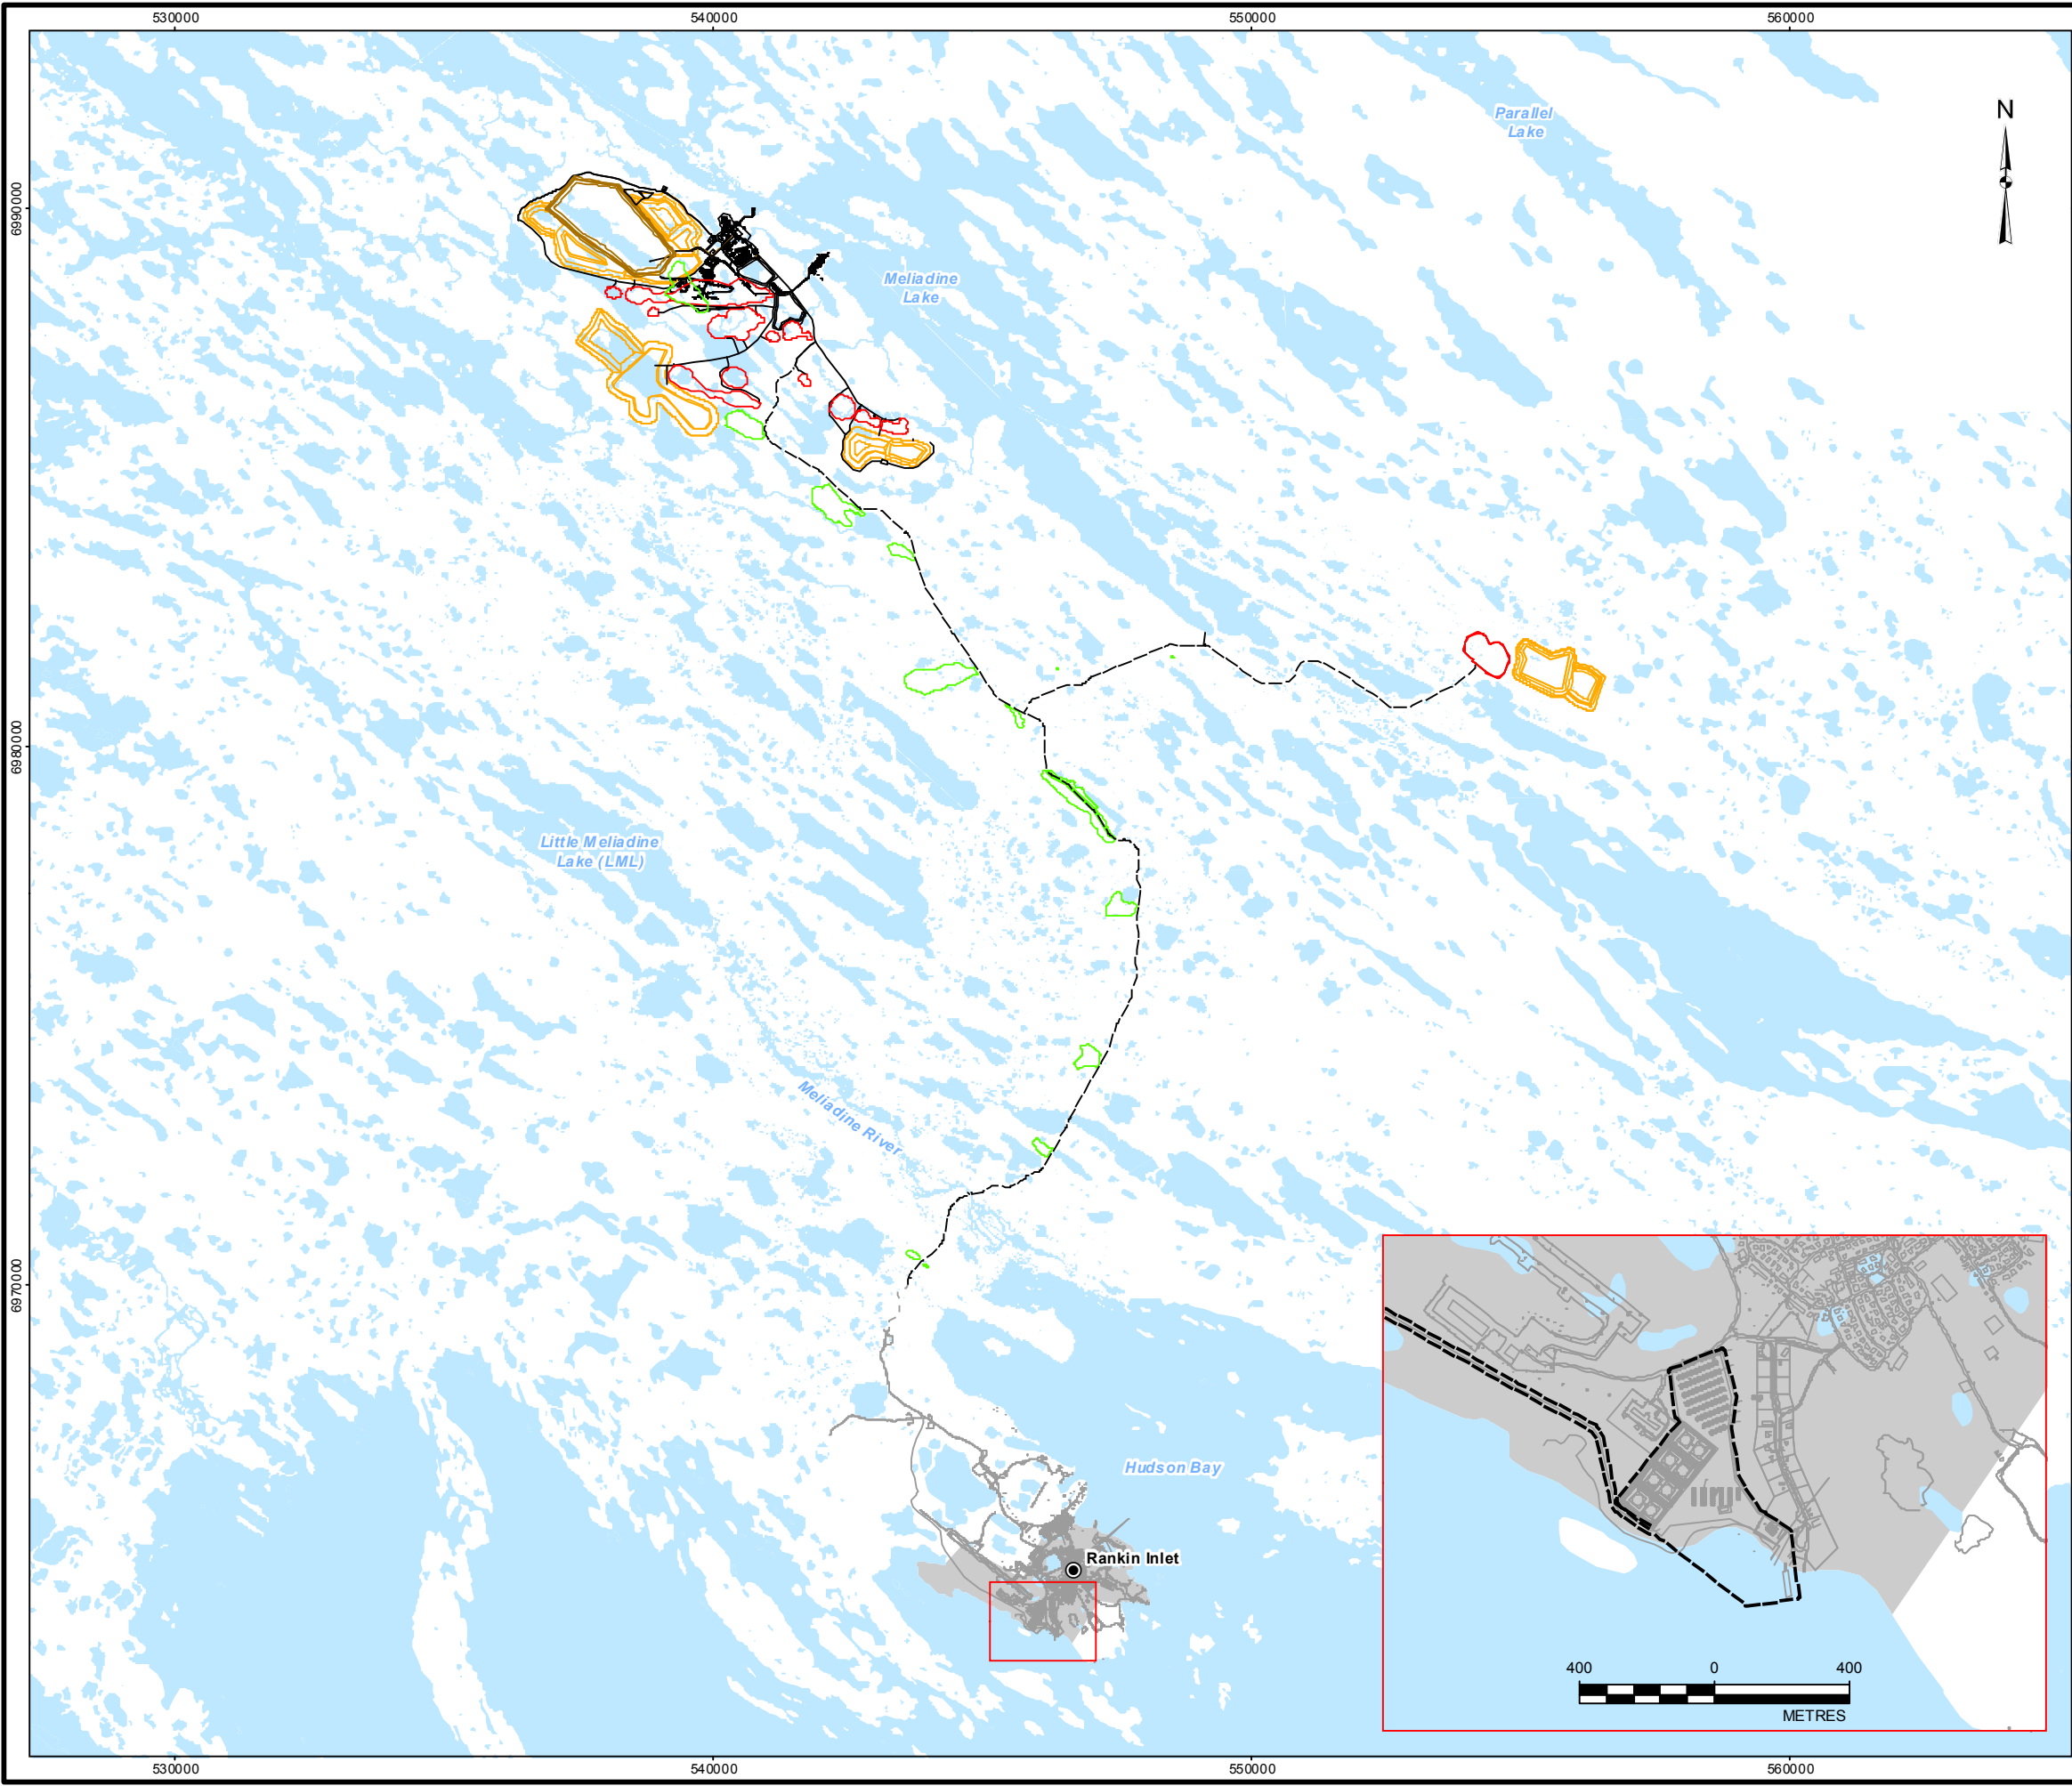 530000
540000
550000
560000
N
Parallel
Lake
6990000
Meliadine
Lake
6980000
Little Meliadine
Lake (LML)
Meliadine River
6970000
Hudson Bay
Rankin Inlet
400
0
400
METRES
530000
540000
550000
560000